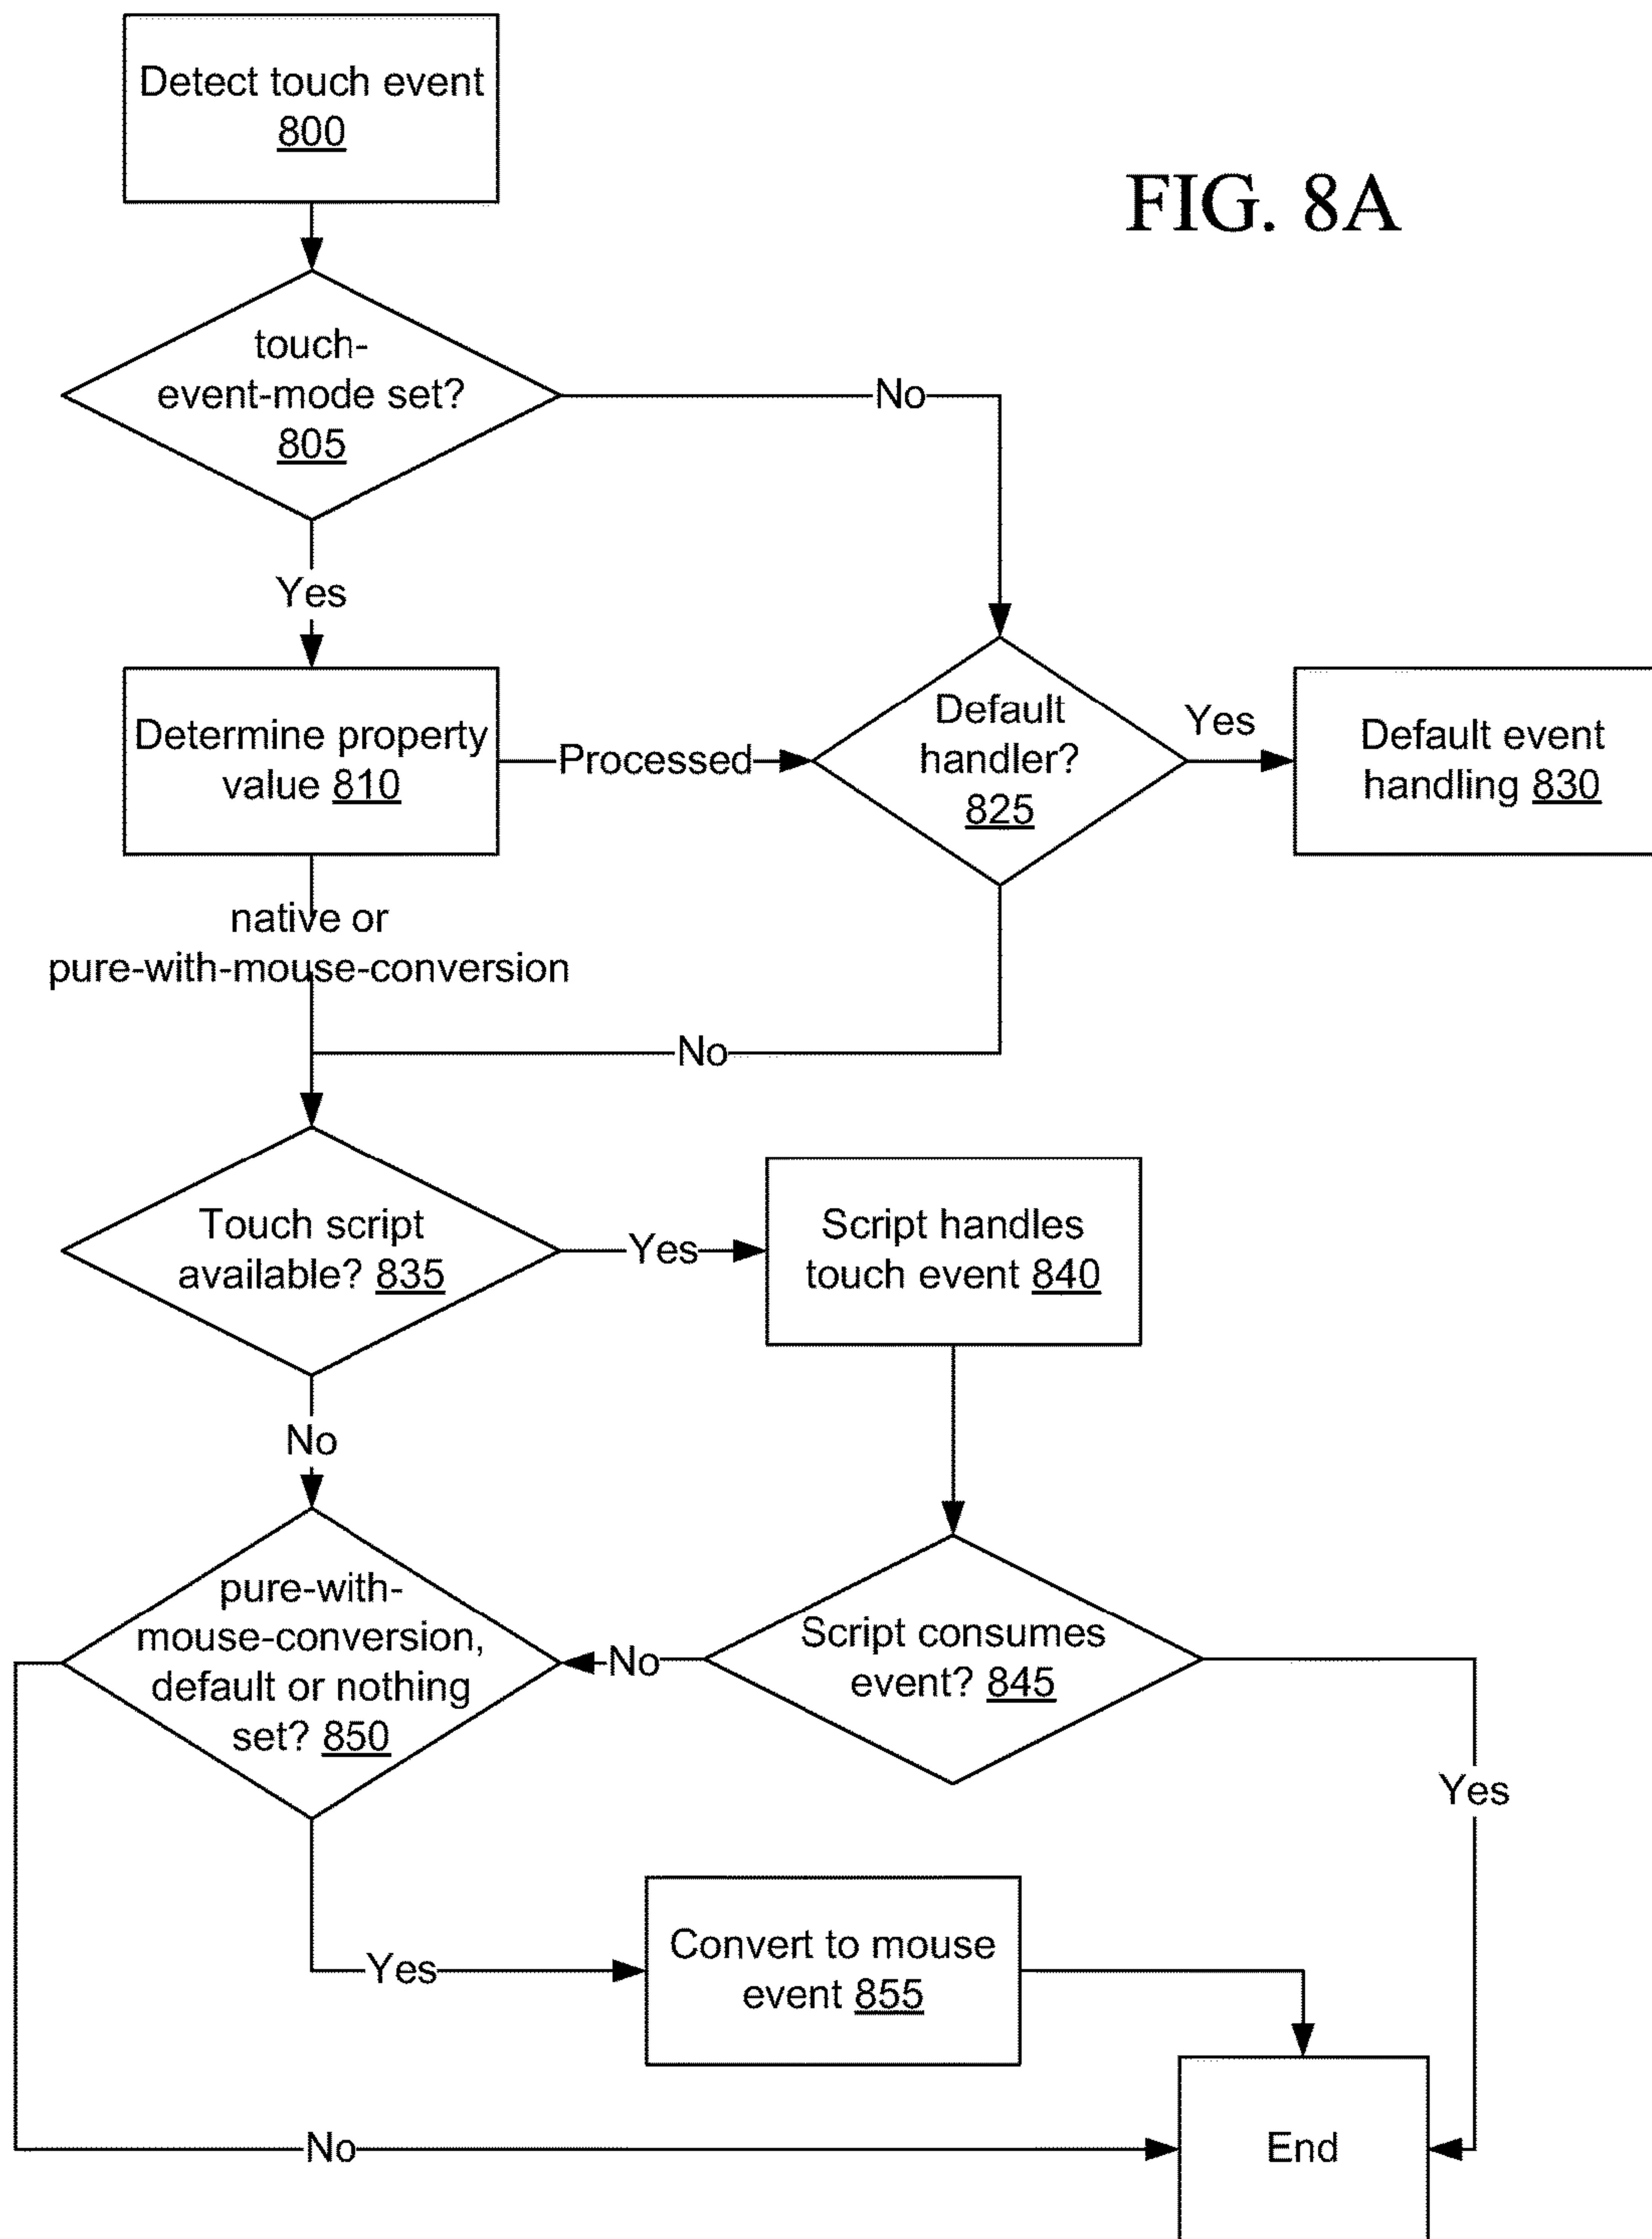 Detect touch event
800
FIG. 8A
touch-
event-mode set?
805
No
Yes
Determine property
value 810
Processed
Default
handler?
825
Yes
Default event
handling 830
native or
pure-with-mouse-conversion
No
Touch script
available? 835
Yes
Script handles
touch event 840
No
pure-with-
mouse-conversion,
default or nothing
set? 850
No
Script consumes
event? 845
Yes
Yes
Convert to mouse
event 855
No
End